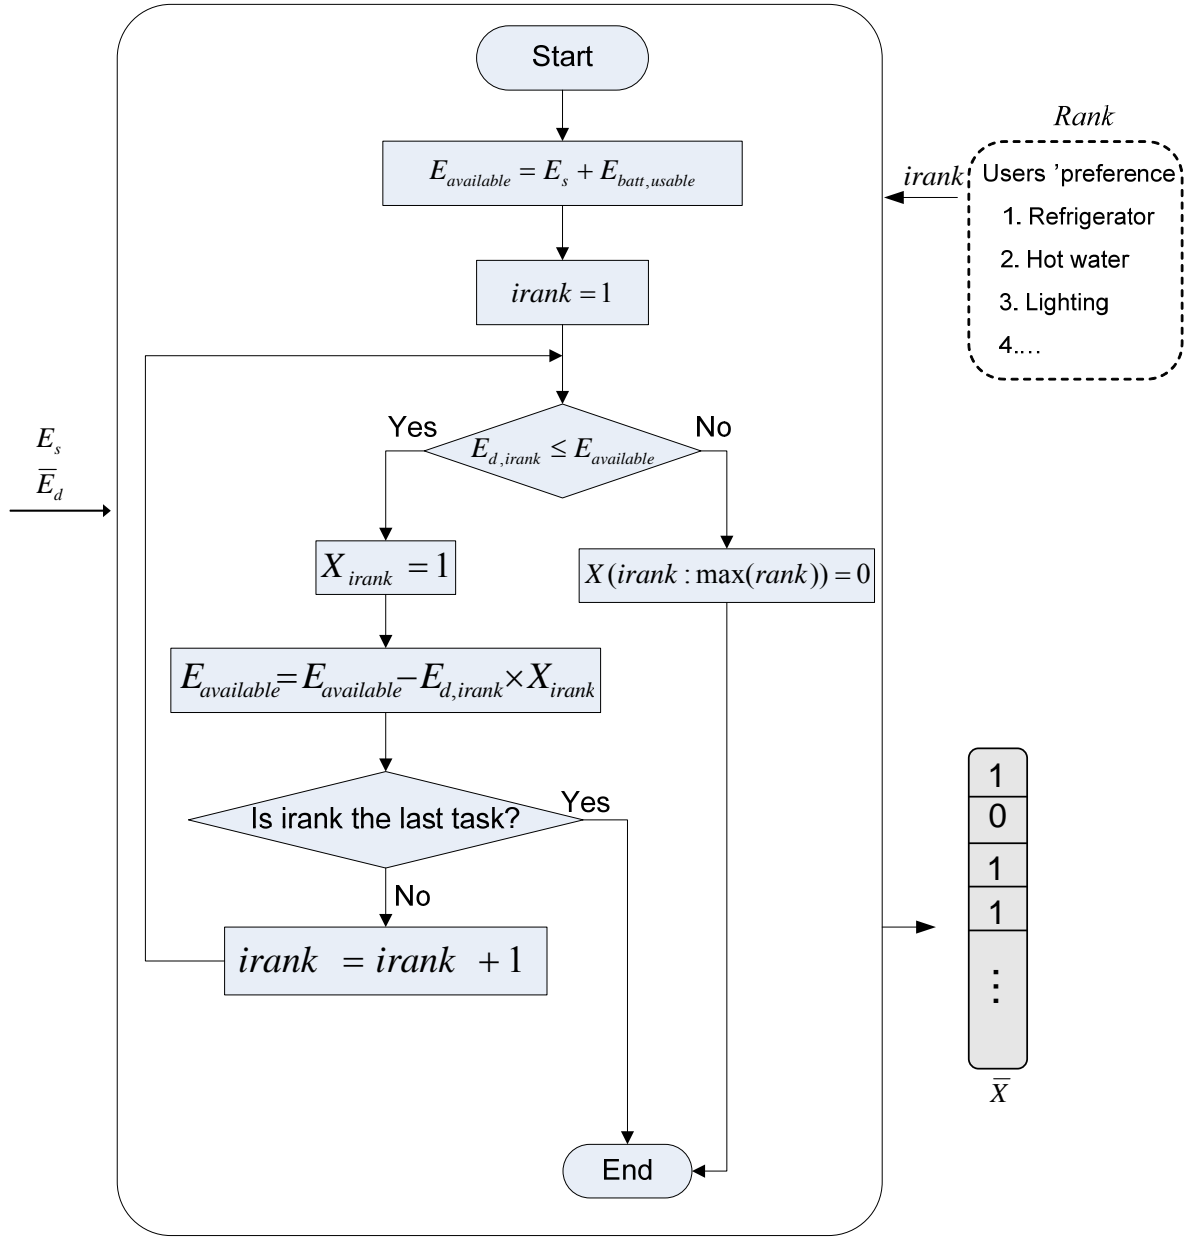 Start
E_available = E_s + E_batt,usable
irank = 1
Rank
irank
Users ’preference
1. Refrigerator
2. Hot water
3. Lighting
4....
Yes
No
E_d,irank ≤ E_available
E_s
E̅_d
X_irank = 1
X (irank : max(rank)) = 0
E_available = E_available − E_d,irank × X_irank
Is irank the last task?
Yes
No
irank = irank + 1
1
0
1
1
⋮
X̅
End